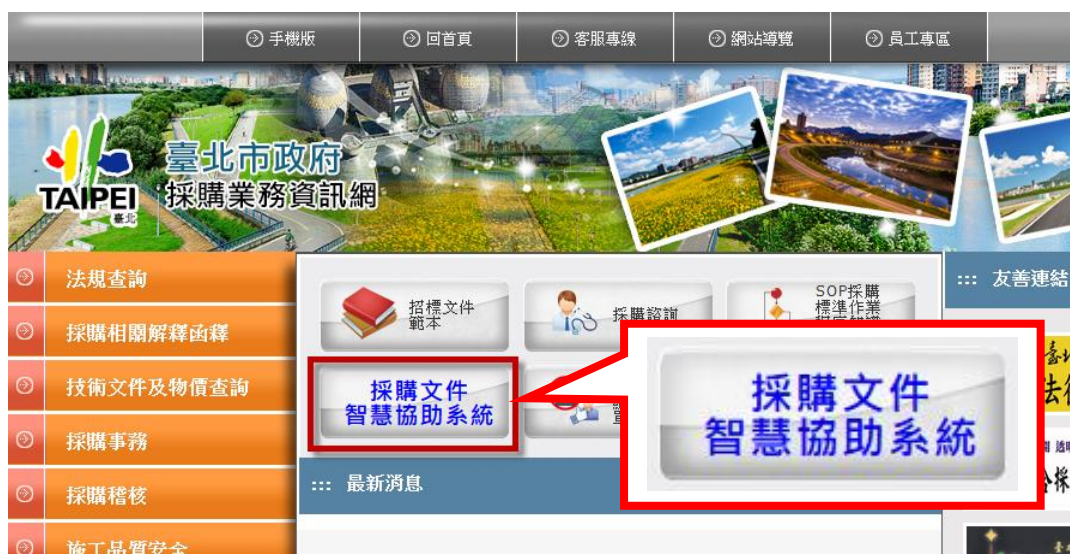 手機版
回首頁
客服專線
網站導覽
員工專區
TAIPEI
臺北
臺北市政府
採購業務資訊網
法規查詢
採購相關解釋函釋
技術文件及物價查詢
採購事務
採購稽核
施工品質安全
招標文件
範本
採購諮詢
SOP採購
標準作業
採購文件
智慧協助系統
採購文件
智慧協助系統
::: 最新消息
::: 友善連結